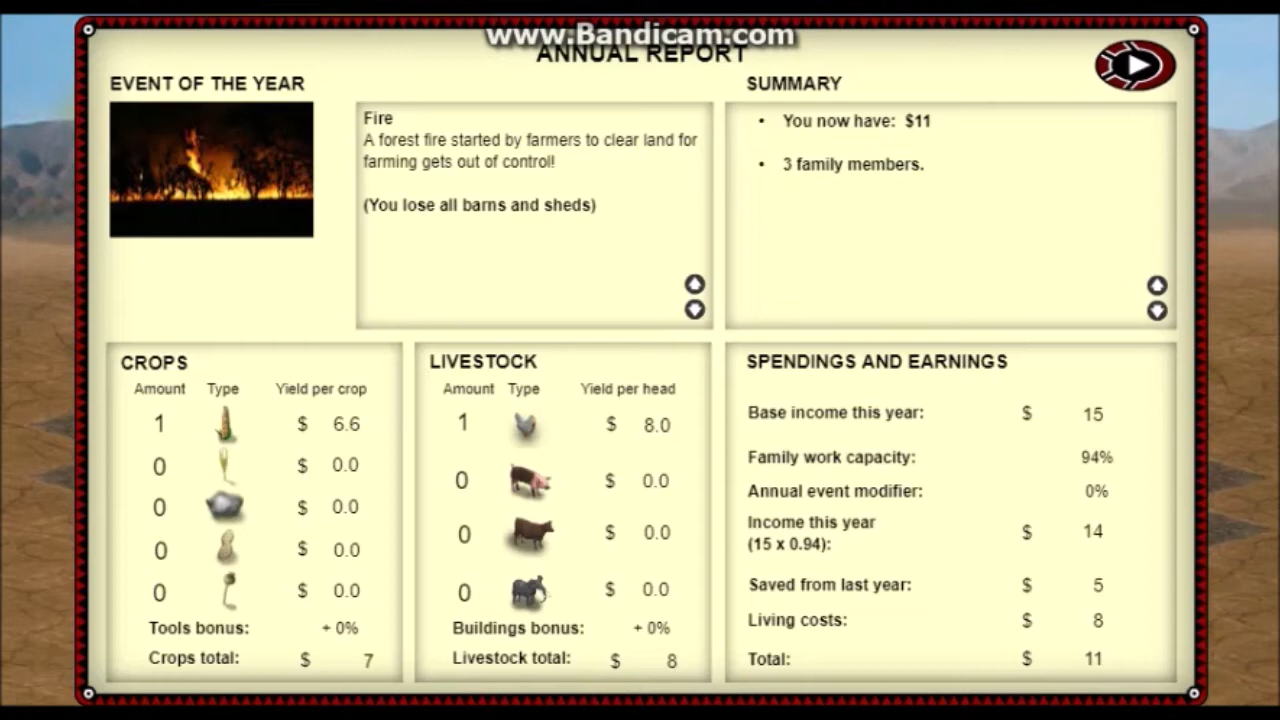 www.Bandicam.com
ANNUAL REPORT
EVENT OF THE YEAR
Fire
A forest fire started by farmers to clear land for
farming gets out of control!
(You lose all barns and sheds)
SUMMARY
• You now have: $11
• 3 family members.
CROPS
Amount Type Yield per crop
1 $ 6.6
0 $ 0.0
0 $ 0.0
0 $ 0.0
0 $ 0.0
Tools bonus: + 0%
Crops total: $ 7
LIVESTOCK
Amount Type Yield per head
1 $ 8.0
0 $ 0.0
0 $ 0.0
0 $ 0.0
Buildings bonus: + 0%
Livestock total: $ 8
SPENDINGS AND EARNINGS
Base income this year: $ 15
Family work capacity: 94%
Annual event modifier: 0%
Income this year
(15 x 0.94): $ 14
Saved from last year: $ 5
Living costs: $ 8
Total: $ 11